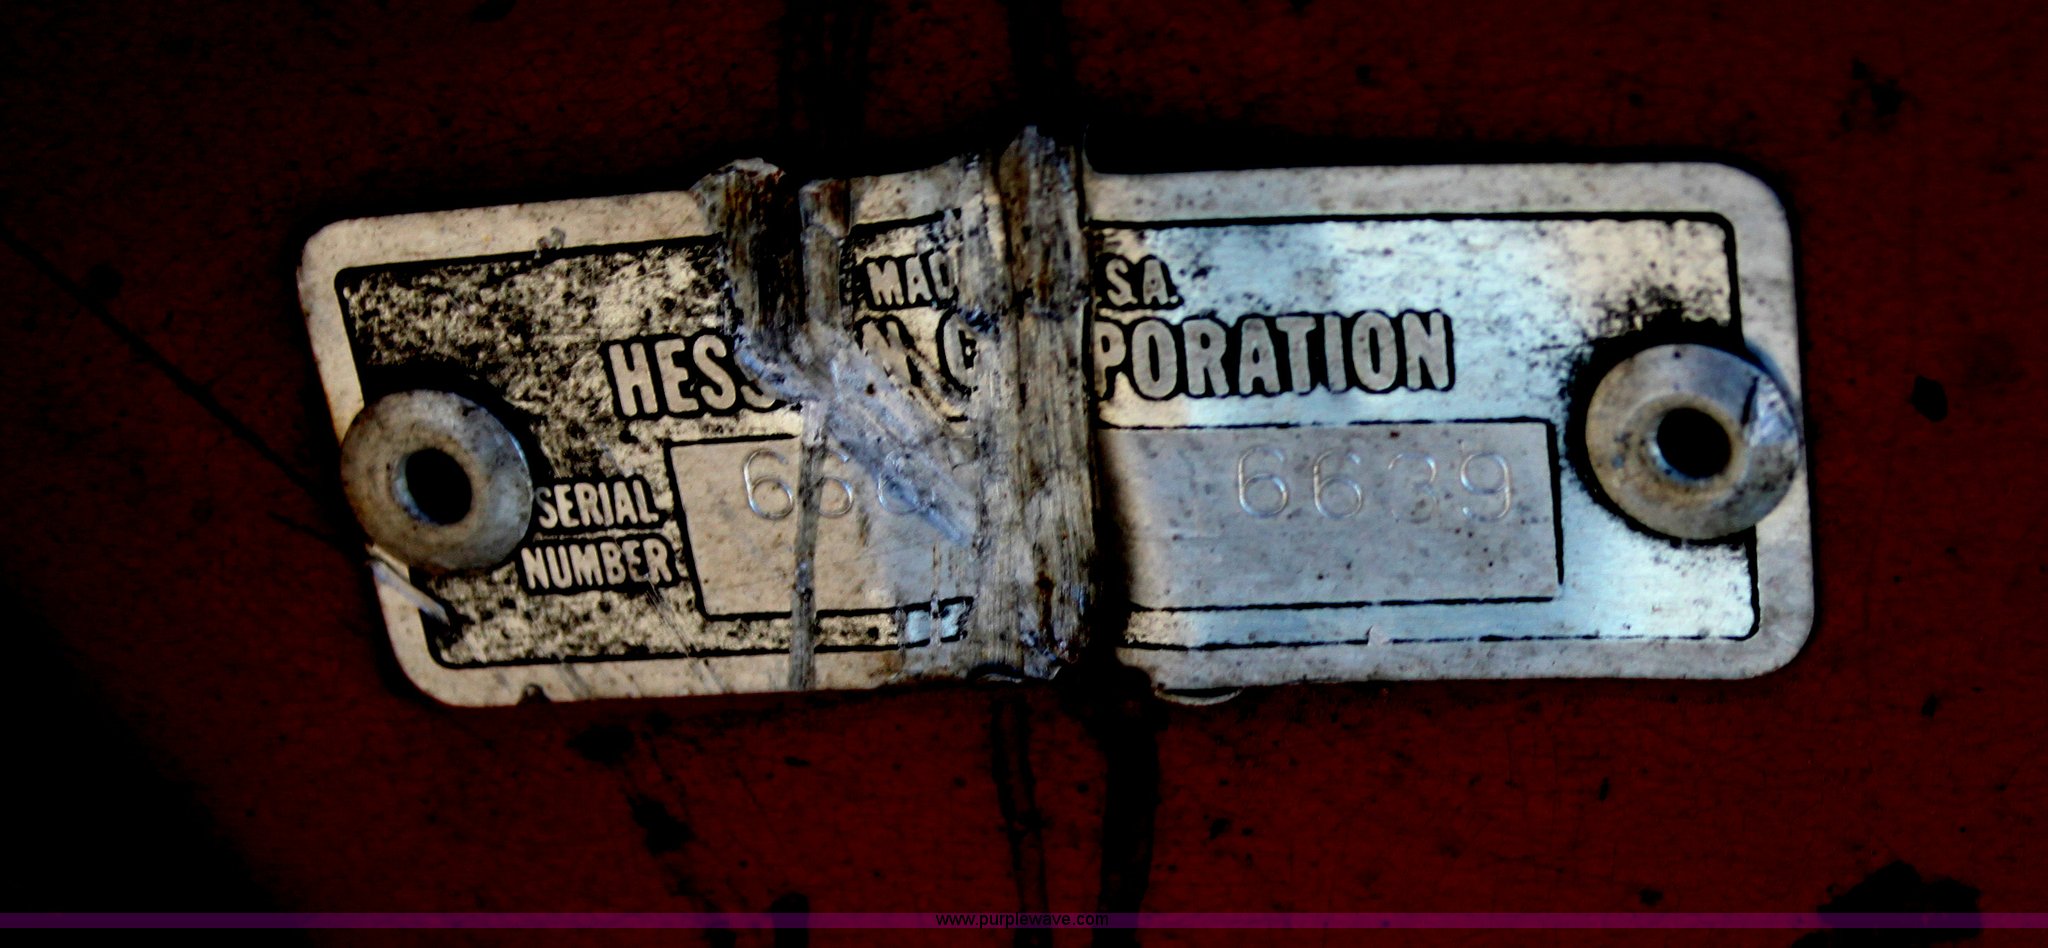 MAD S.A.
HESS N C PORATION
SERIAL
NUMBER
66 6639
www.purplewave.com